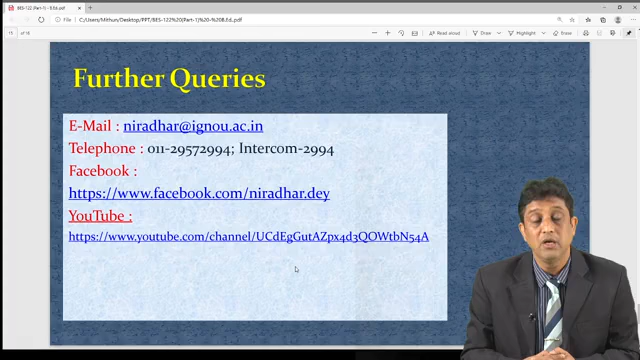 BES-122 (Part-1) - B.Ed..pdf
File
C:/Users/Mithun/Desktop/PPT/BES-122%20(Part-1)%20-%20B.Ed..pdf
of 15
Read aloud
Draw
Highlight
Erase
Further Queries
E-Mail : niradhar@ignou.ac.in
Telephone : 011-29572994; Intercom-2994
Facebook :
https://www.facebook.com/niradhar.dey
YouTube :
https://www.youtube.com/channel/UCdEgGutAZpx4d3QOWtbN54A